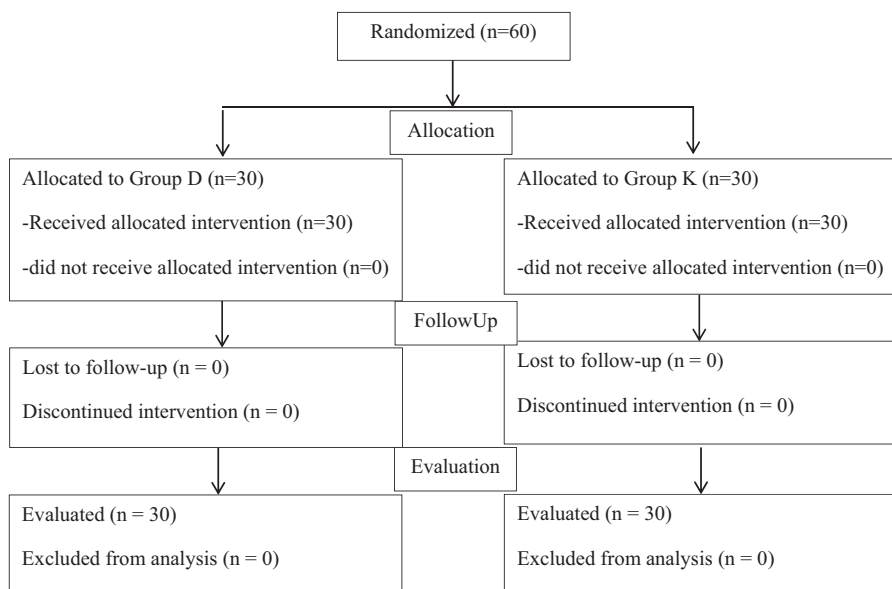 Randomized (n=60)
Allocation
Allocated to Group D (n=30)
-Received allocated intervention (n=30)
-did not receive allocated intervention (n=0)
Allocated to Group K (n=30)
-Received allocated intervention (n=30)
-did not receive allocated intervention (n=0)
FollowUp
Lost to follow-up (n = 0)
Discontinued intervention (n = 0)
Lost to follow-up (n = 0)
Discontinued intervention (n = 0)
Evaluation
Evaluated (n = 30)
Excluded from analysis (n = 0)
Evaluated (n = 30)
Excluded from analysis (n = 0)